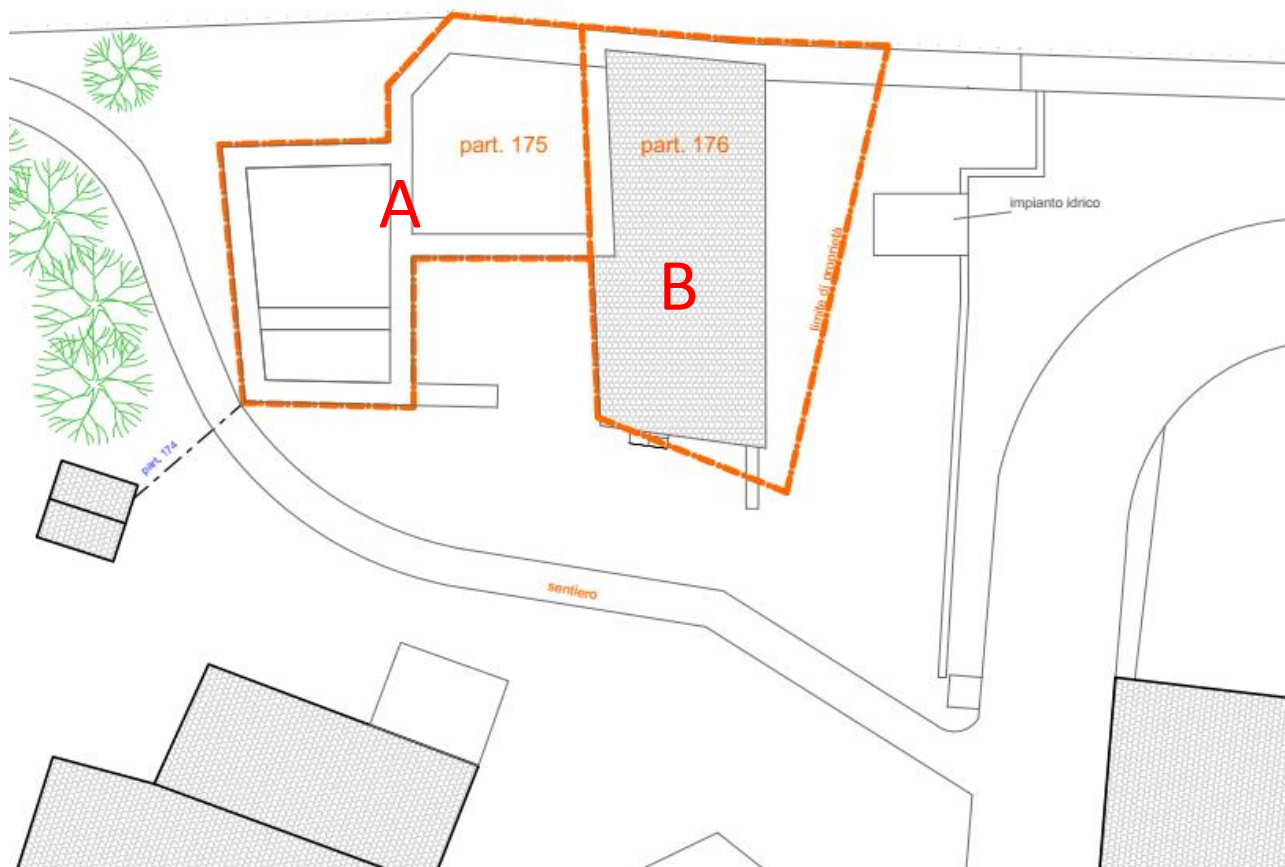 part. 175
part. 176
A
impianto idrico
limite di proprietà
B
part. 174
sentiero